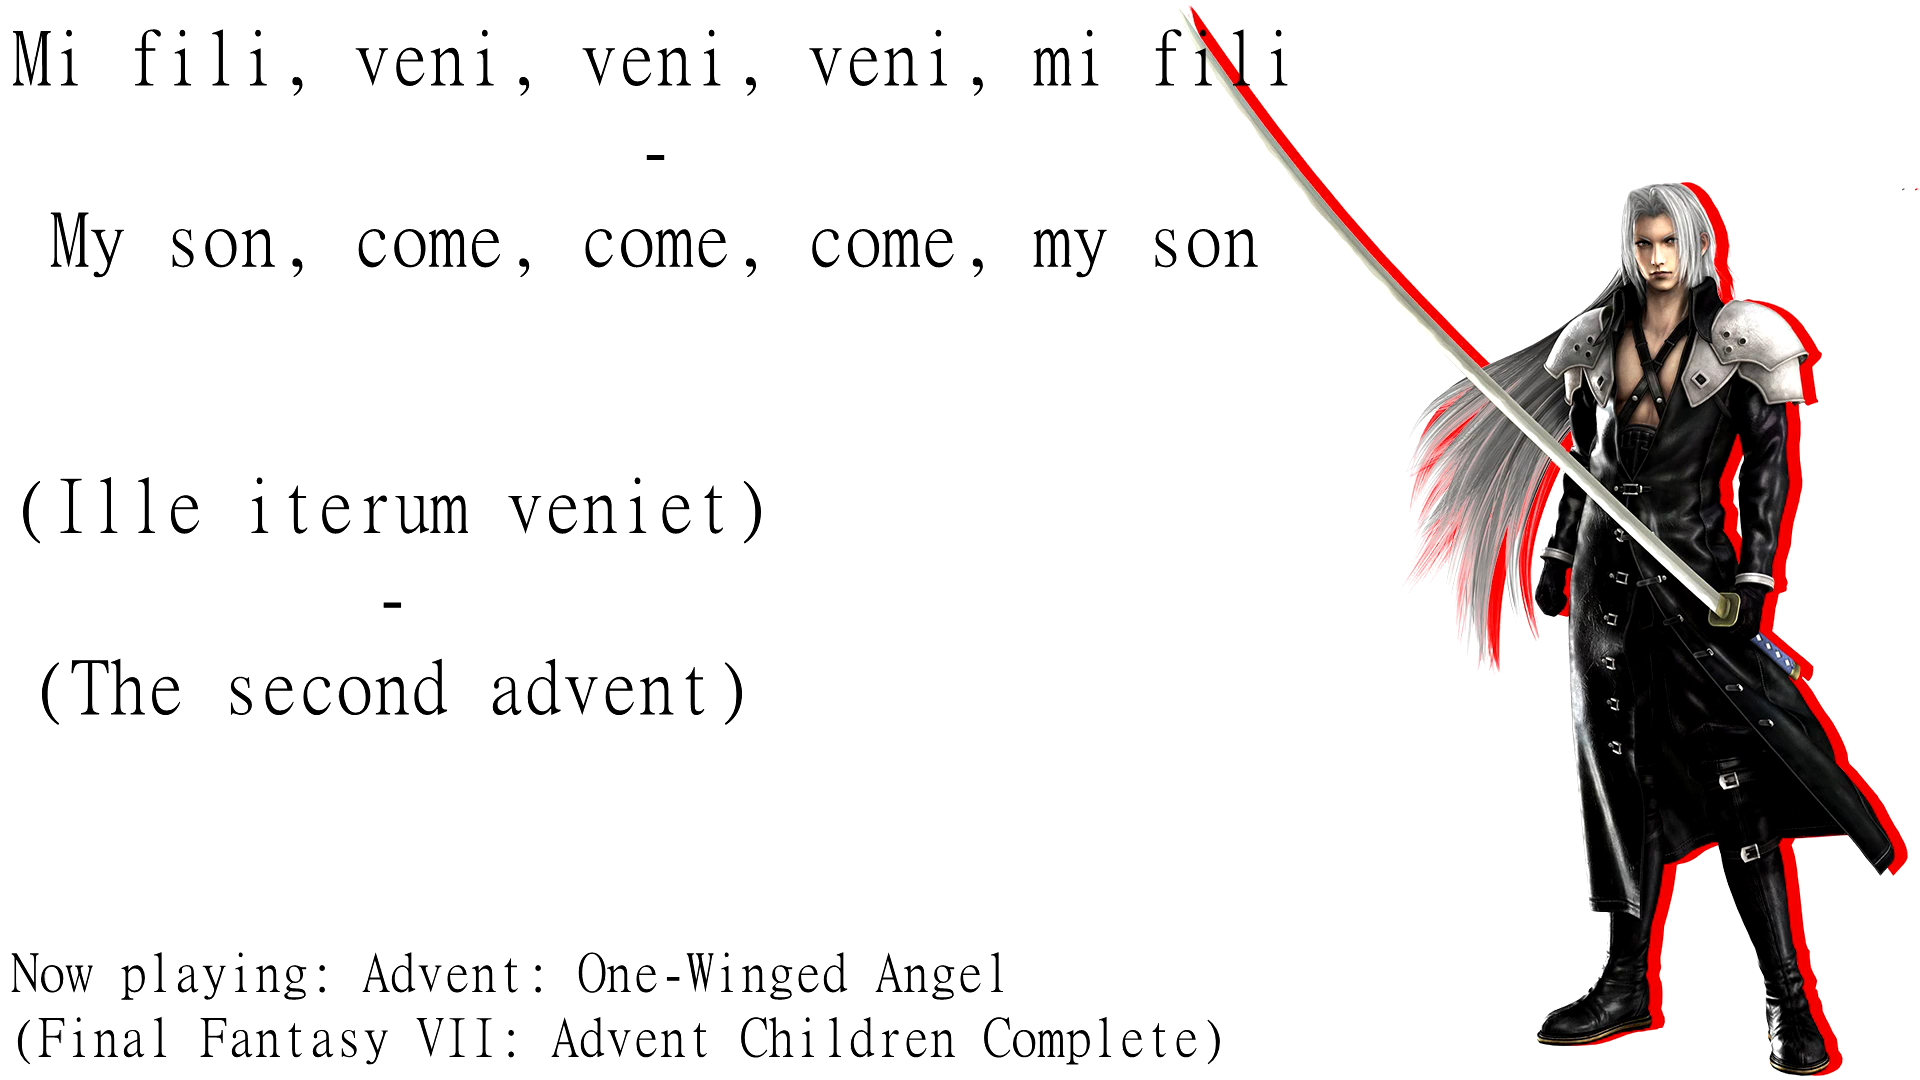 Mi fili, veni, veni, veni, mi fili
-
My son, come, come, come, my son
(Ille iterum veniet)
-
(The second advent)
Now playing: Advent: One-Winged Angel
(Final Fantasy VII: Advent Children Complete)